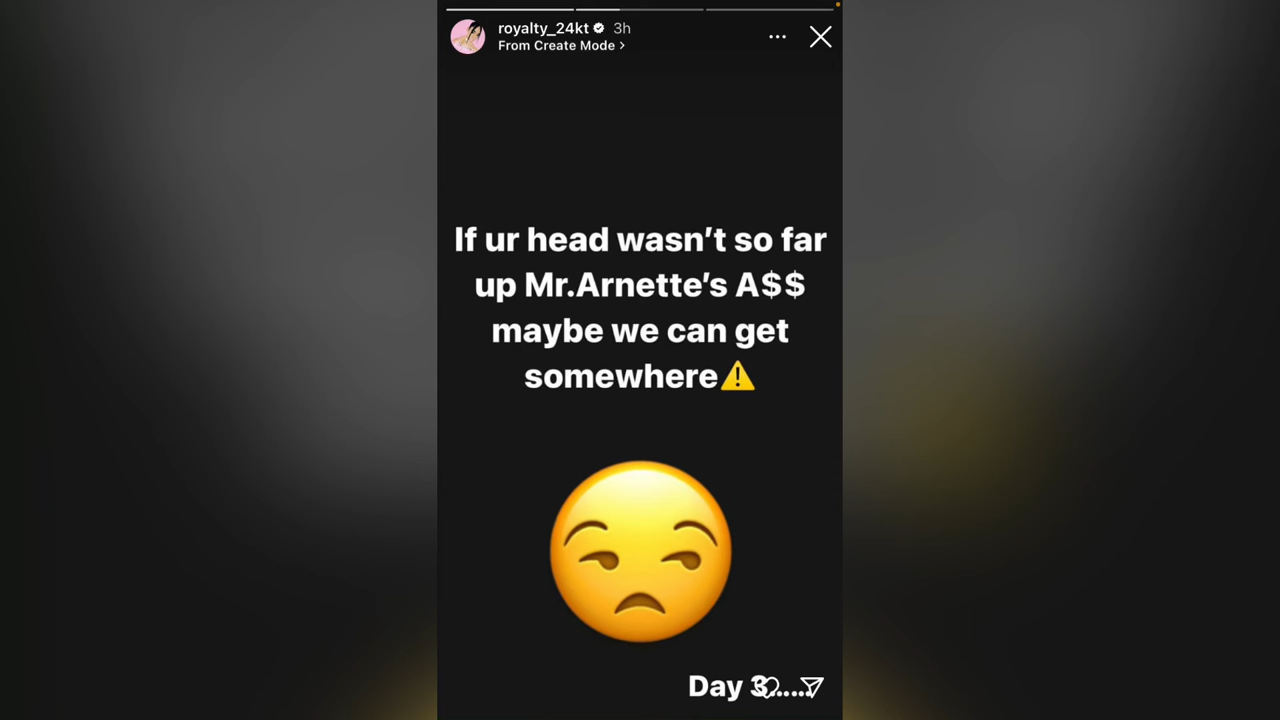 royalty_24kt 3h
From Create Mode
If ur head wasn’t so far
up Mr.Arnette’s A$$
maybe we can get
somewhere⚠️
Day 3.....